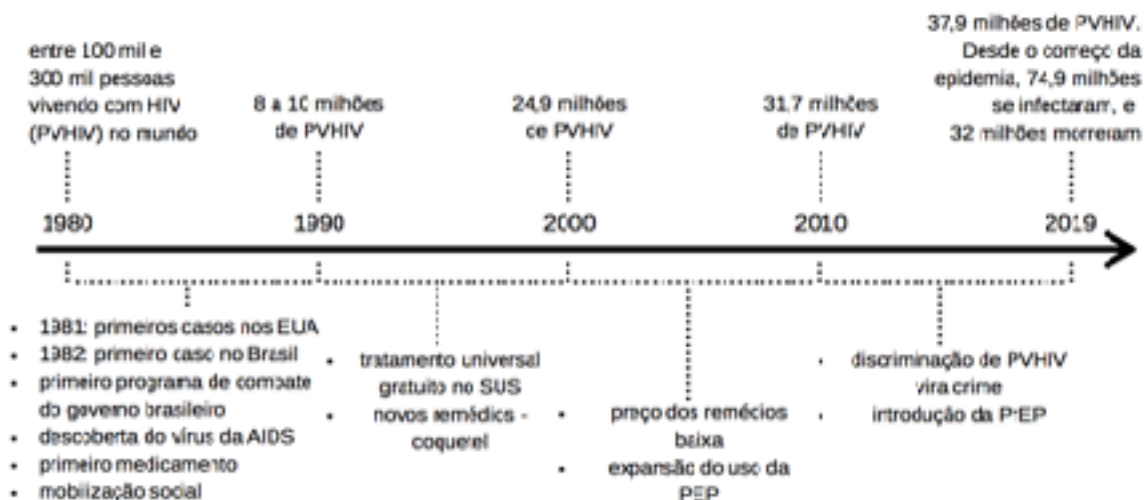 entre 100 mil e
300 mil pessoas
vivendo com HIV
(PVHIV) no mundo
8 a 10 milhões
de PVHIV
24,9 milhões
de PVHIV
31,7 milhões
de PVHIV
37,9 milhões de PVHIV.
Desde o começo da
epidemia, 74,9 milhões
se infectaram, e
32 milhões morreram
1980
1990
2000
2010
2019
• 1981: primeiros casos nos EUA
• 1982: primeiro caso no Brasil
• primeiro programa de combate
do governo brasileiro
• descoberta do vírus da AIDS
• primeiro medicamento
• mobilização social
• tratamento universal
gratuito no SUS
novos remédios -
coquetel
• preço dos remédios
baixa
• expansão do uso da
PEP
• discriminação de PVHIV
vira crime
• introdução da PrEP